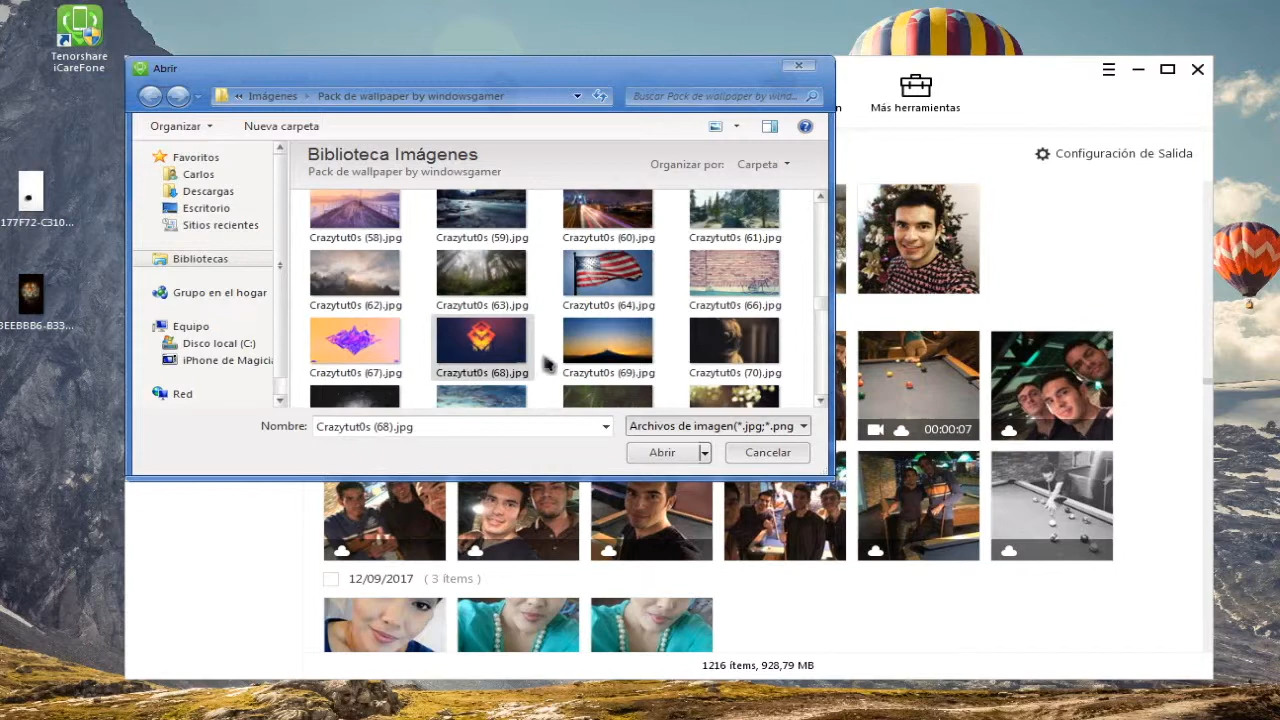 Tenorshare
iCareFone
177F72-C310...
3EEBBB6-B33...
Abrir
Imágenes
Pack de wallpaper by windowsgamer
Buscar Pack de wallpaper by wind...
Organizar
Nueva carpeta
Favoritos
Carlos
Descargas
Escritorio
Sitios recientes
Bibliotecas
Grupo en el hogar
Equipo
Disco local (C:)
iPhone de Magicia
Red
Biblioteca Imágenes
Pack de wallpaper by windowsgamer
Organizar por: Carpeta
Crazytut0s (58).jpg
Crazytut0s (59).jpg
Crazytut0s (60).jpg
Crazytut0s (61).jpg
Crazytut0s (62).jpg
Crazytut0s (63).jpg
Crazytut0s (64).jpg
Crazytut0s (66).jpg
Crazytut0s (67).jpg
Crazytut0s (68).jpg
Crazytut0s (69).jpg
Crazytut0s (70).jpg
Nombre: Crazytut0s (68).jpg
Archivos de imagen(*.jpg;*.png
Abrir
Cancelar
Más herramientas
Configuración de Salida
00:00:07
12/09/2017 ( 3 ítems )
1216 ítems, 928,79 MB